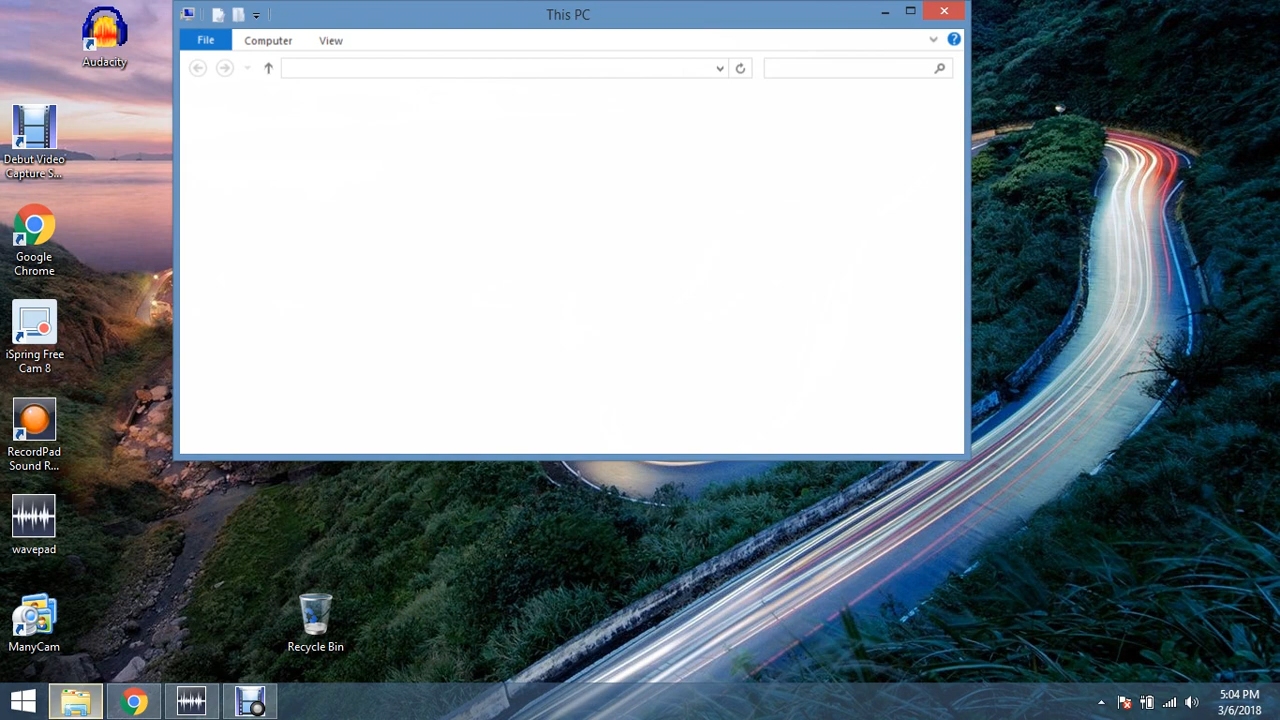 This PC
File
Computer
View
Audacity
Debut Video
Capture S...
Google
Chrome
iSpring Free
Cam 8
RecordPad
Sound R...
wavepad
ManyCam
Recycle Bin
5:04 PM
3/6/2018